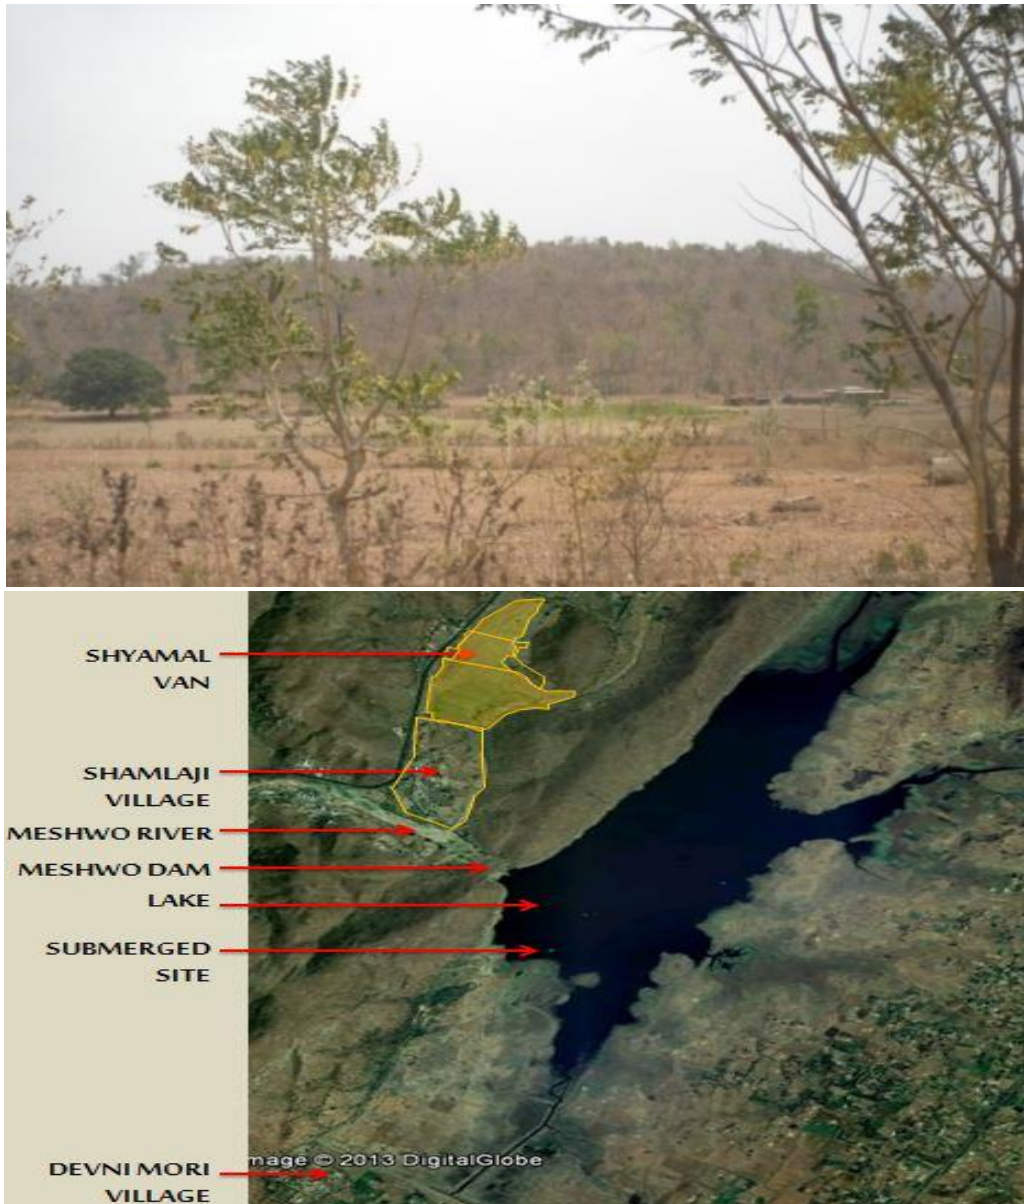 SHYAMAL
VAN
SHAMLAJI
VILLAGE
MESHWO RIVER
MESHWO DAM
LAKE
SUBMERGED
SITE
mage © 2013 DigitalGlobe
DEVNI MORI
VILLAGE